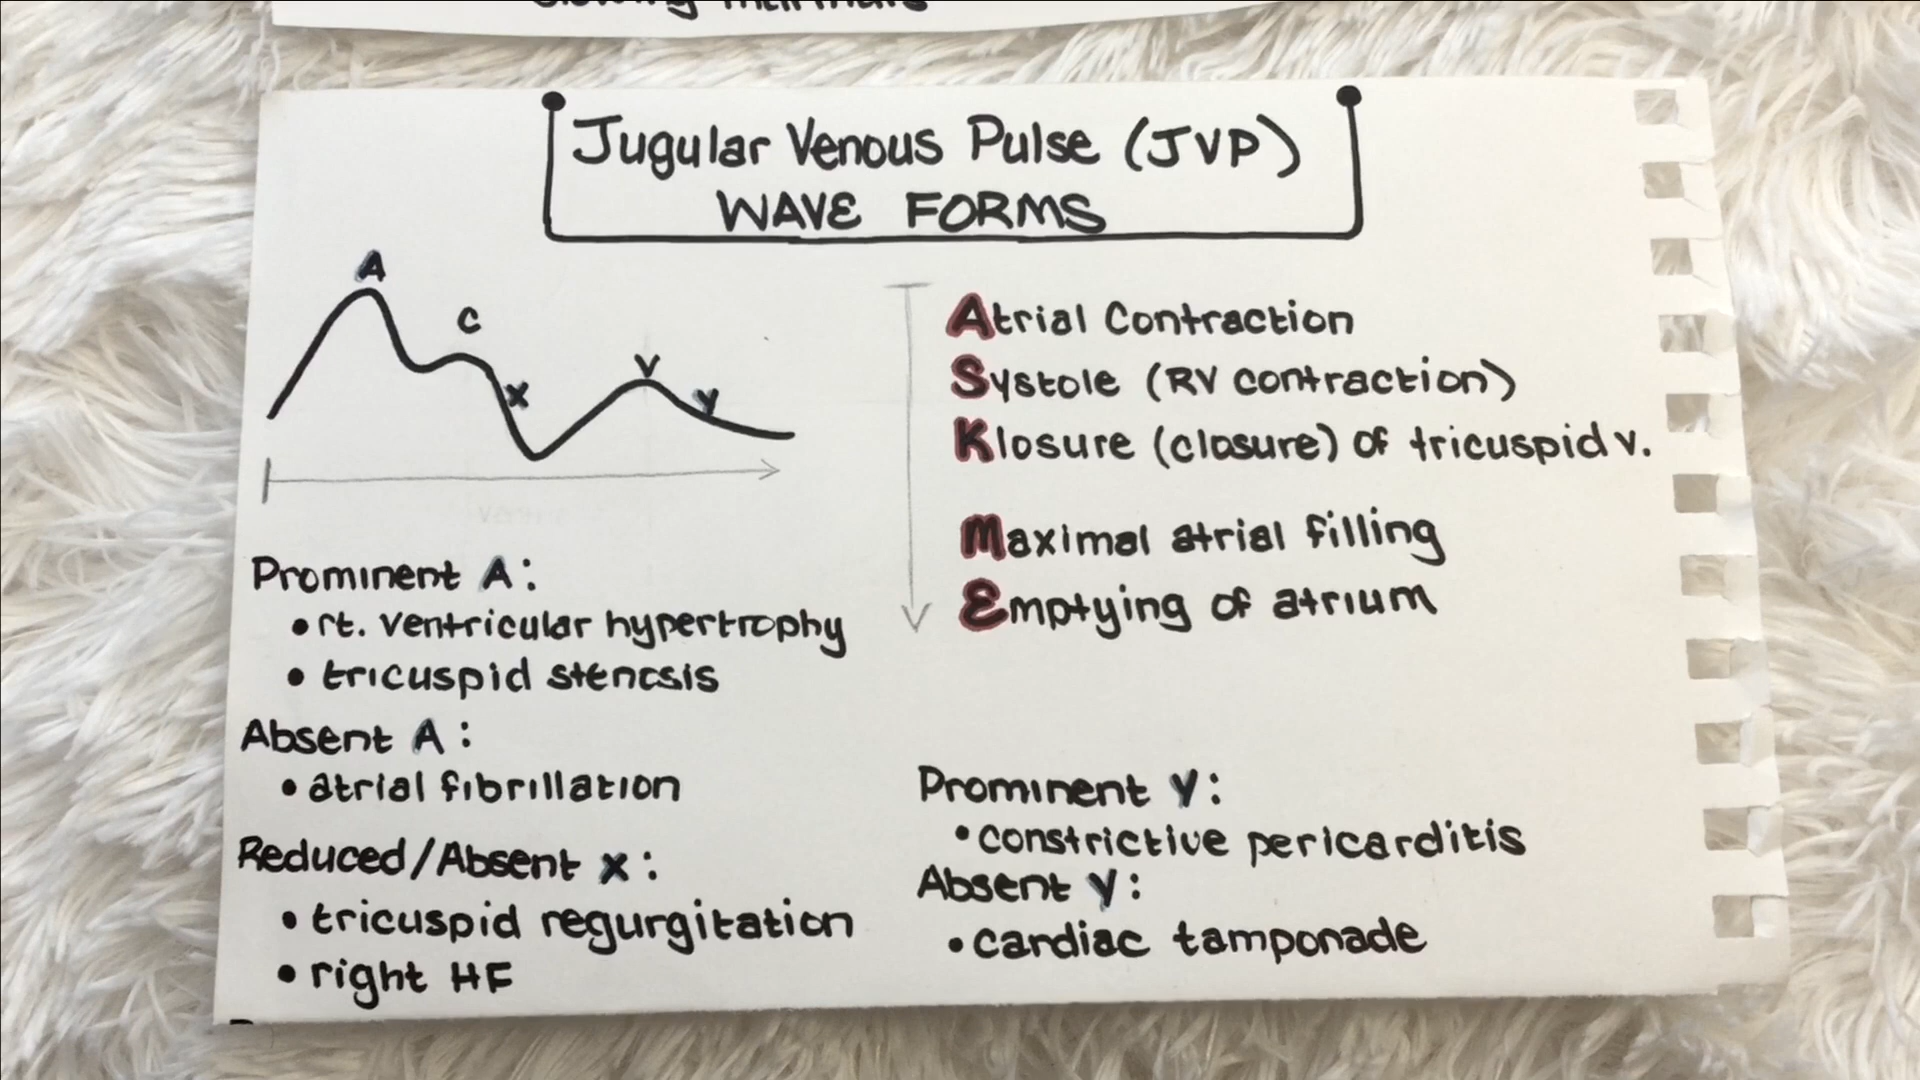 Jugular Venous Pulse (JVP)
WAVE FORMS
A
C
X
V
Y
Atrial Contraction
Systole (RV contraction)
Klosure (closure) of tricuspid v.
Maximal atrial filling
Emptying of atrium
Prominent A:
• rt. ventricular hypertrophy
• tricuspid stenosis
Absent A:
• atrial fibrillation
Reduced/Absent X:
• tricuspid regurgitation
• right HF
Prominent Y:
• constrictive pericarditis
Absent Y:
• cardiac tamponade